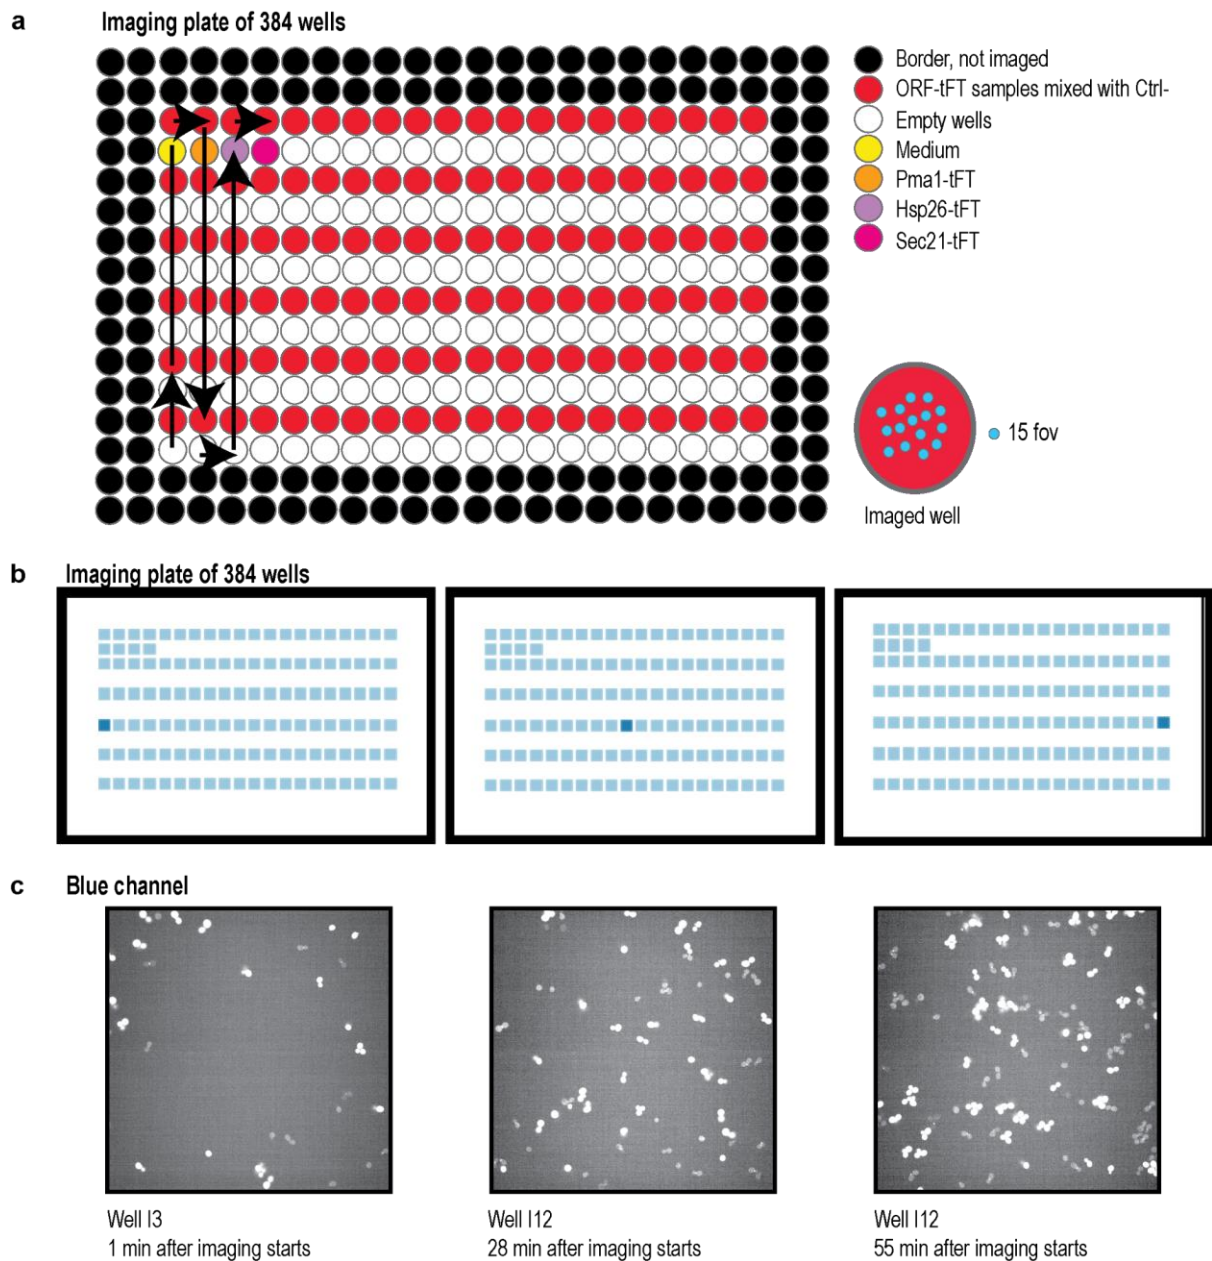 a
Imaging plate of 384 wells
Border, not imaged
ORF-tFT samples mixed with Ctrl-
Empty wells
Medium
Pma1-tFT
Hsp26-tFT
Sec21-tFT
15 fov
Imaged well
b
Imaging plate of 384 wells
c
Blue channel
Well I3
1 min after imaging starts
Well I12
28 min after imaging starts
Well I12
55 min after imaging starts